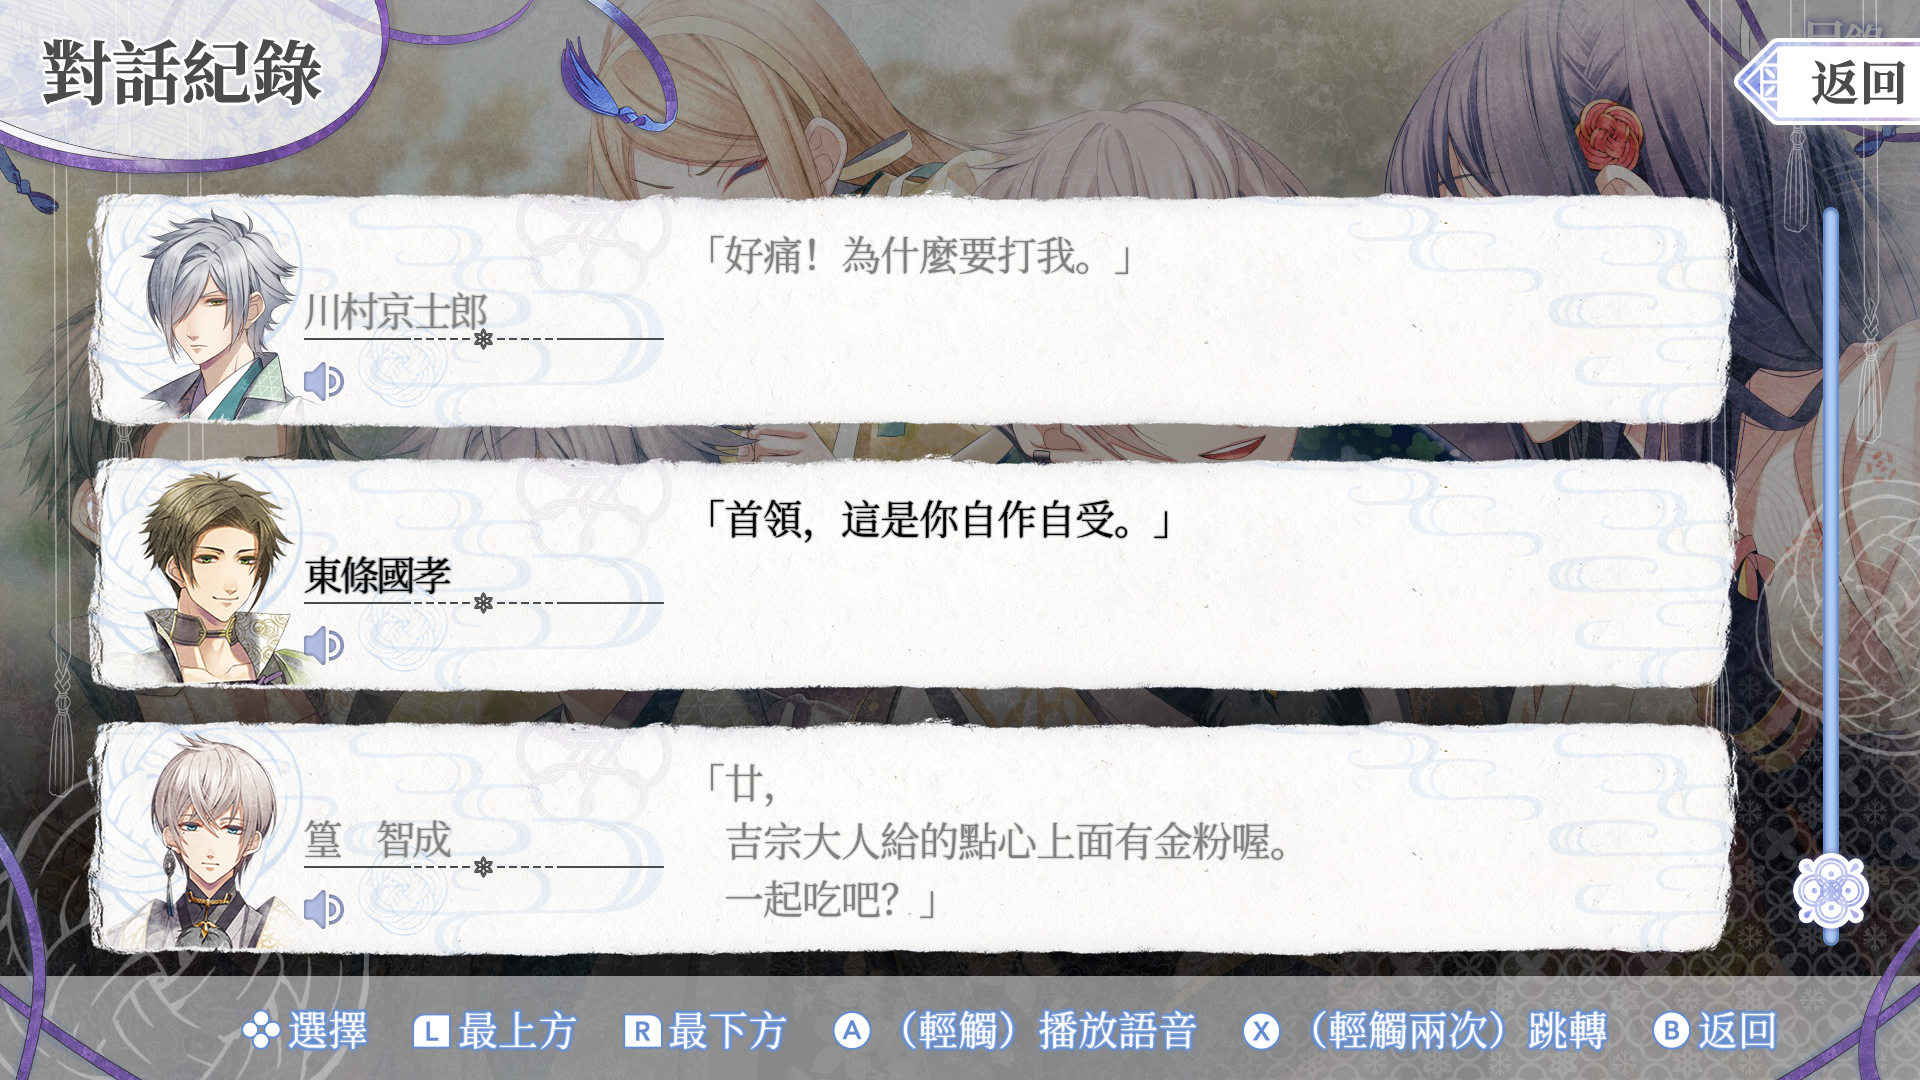 對話紀錄
返回
川村京士郎
「好痛！為什麼要打我。」
東條國孝
「首領，這是你自作自受。」
篁　智成
「廿，
吉宗大人給的點心上面有金粉喔。
一起吃吧？」
選擇 L 最上方 R 最下方 A （輕觸）播放語音 X （輕觸兩次）跳轉 B 返回